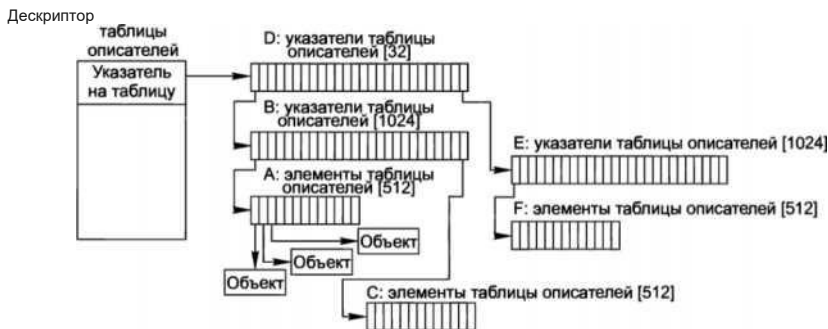 Дескриптор
таблицы
описателей
Указатель
на таблицу
D: указатели таблицы
описателей [32]
B: указатели таблицы
описателей [1024]
A: элементы таблицы
описателей [512]
Объект
Объект
Объект
C: элементы таблицы описателей [512]
E: указатели таблицы описателей [1024]
F: элементы таблицы описателей [512]